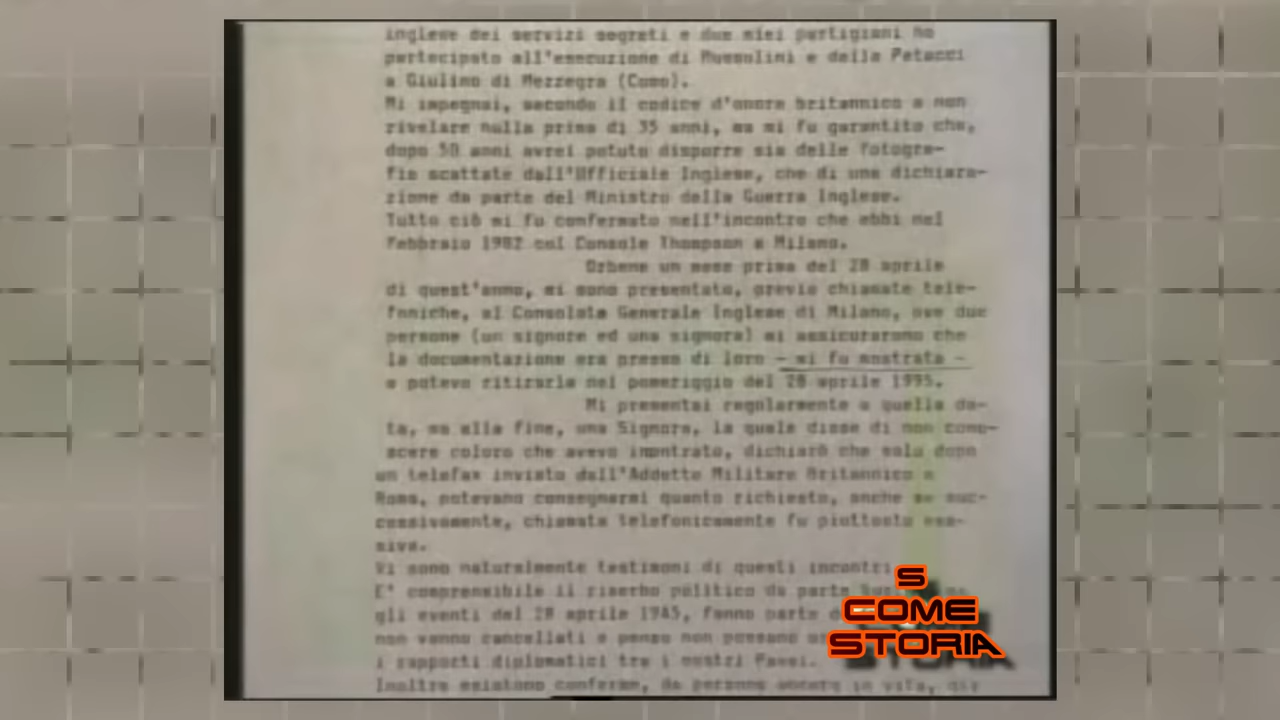 inglese dei servizi segreti e due miei partigiani ho
partecipato all'esecuzione di Mussolini e della Petacci
a Giulino di Mezzegra (Como).
Mi impegnai, secondo il codice d'onore britannico a non
rivelare nulla prima di 35 anni, ma mi fu garantito che,
dopo 50 anni avrei potuto disporre sia delle fotogra-
fie scattate dall'Ufficiale Inglese, che di una dichiara-
zione da parte del Ministro della Guerra Inglese.
Tutto ciò mi fu confermato nell'incontro che ebbi nel
Febbraio 1982 col Console Thompson a Milano.
Orbene un mese prima del 28 aprile
di quest'anno, mi sono presentato, previe chiamate tele-
foniche, al Consolato Generale Inglese di Milano, ove due
persone (un signore ed una signora) mi assicurarono che
la documentazione era presso di loro - mi fu mostrata -
e potevo ritirarla nel pomeriggio del 28 aprile 1995.
Mi presentai regolarmente a quella da-
ta, ma alla fine, una Signora, la quale disse di non cono-
scere coloro che avevo incontrato, dichiarò che solo dopo
un telefax inviato dall'Addetto Militare Britannico a
Roma, potevano consegnarmi quanto richiesto, anche se suc-
cessivamente, chiamata telefonicamente fu piuttosto eva-
siva.
Vi sono naturalmente testimoni di questi incontri
E' comprensibile il riserbo politico da parte
gli eventi del 28 aprile 1945, fanno parte
non vanno cancellati e penso non possano
i rapporti diplomatici tra i nostri Paesi.
Inoltre esistono conferme, da persone ancora in vita,
S
COME
STORIA